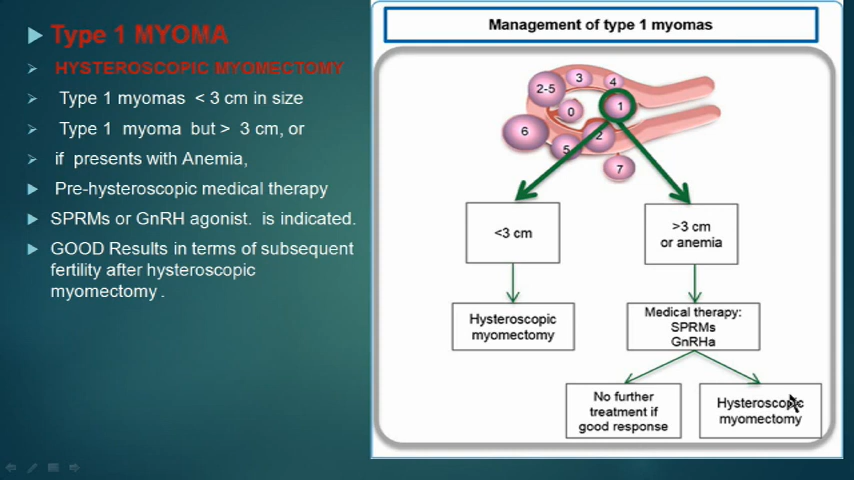 Type 1 MYOMA
HYSTEROSCOPIC MYOMECTOMY
Type 1 myomas < 3 cm in size
Type 1 myoma but > 3 cm, or
if presents with Anemia,
Pre-hysteroscopic medical therapy
SPRMs or GnRH agonist. is indicated.
GOOD Results in terms of subsequent
fertility after hysteroscopic
myomectomy .
Management of type 1 myomas
3
4
2-5
0
1
6
2
5
7
<3 cm
>3 cm
or anemia
Hysteroscopic
myomectomy
Medical therapy:
SPRMs
GnRHa
No further
treatment if
good response
Hysteroscopic
myomectomy